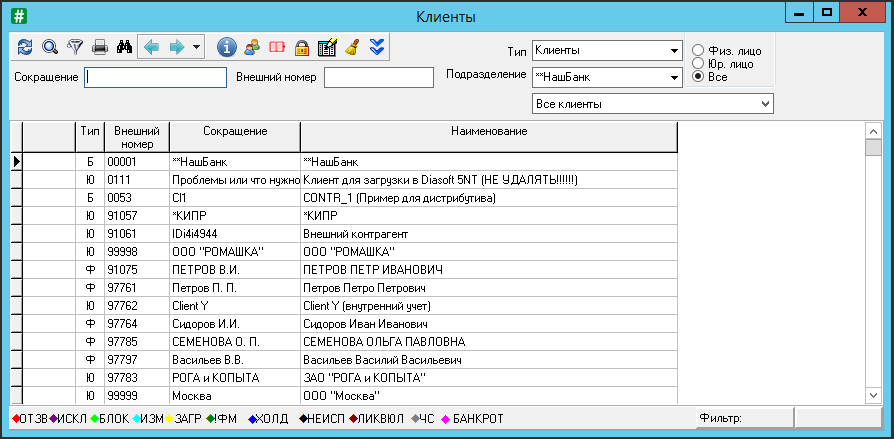 Клиенты
Тип Клиенты
Физ. лицо
Юр. лицо
Все
Сокращение Внешний номер Подразделение **НашБанк
Все клиенты
Тип Внешний номер Сокращение Наименование
Б 00001 **НашБанк **НашБанк
Ю 0111 Проблемы или что нужно Клиент для загрузки в Diasoft 5NT (НЕ УДАЛЯТЬ!!!!!!)
Б 0053 Cl1 CONTR_1 (Пример для дистрибутива)
Ю 91057 *КИПР *КИПР
Ю 91061 IDi4i4944 Внешний контрагент
Ю 99998 ООО "РОМАШКА" ООО "РОМАШКА"
Ф 91075 ПЕТРОВ В.И. ПЕТРОВ ПЕТР ИВАНОВИЧ
Ф 97761 Петров П. П. Петров Петро Петрович
Ю 97762 Client Y Client Y (внутренний учет)
Ф 97764 Сидоров И.И. Сидоров Иван Иванович
Ф 97785 СЕМЕНОВА О. П. СЕМЕНОВА ОЛЬГА ПАВЛОВНА
Ф 97797 Васильев В.В. Васильев Василий Васильевич
Ю 97783 РОГА и КОПЫТА ЗАО "РОГА и КОПЫТА"
Ю 99999 Москва ООО "Москва"
ОТЗВ ИСКЛ БЛОК ИЗМ ЗАГР !ФМ ХОЛД НЕИСП ЛИКВЮЛ ЧС БАНКРОТ Фильтр: